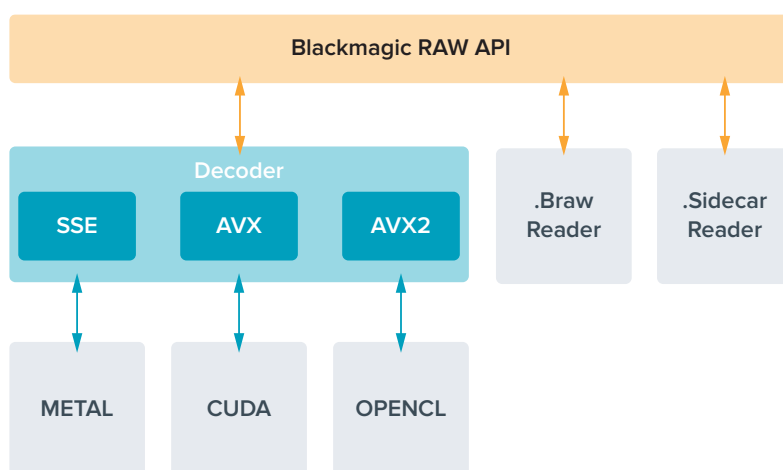 Blackmagic RAW API
Decoder
SSE
AVX
AVX2
.Braw
Reader
.Sidecar
Reader
METAL
CUDA
OPENCL